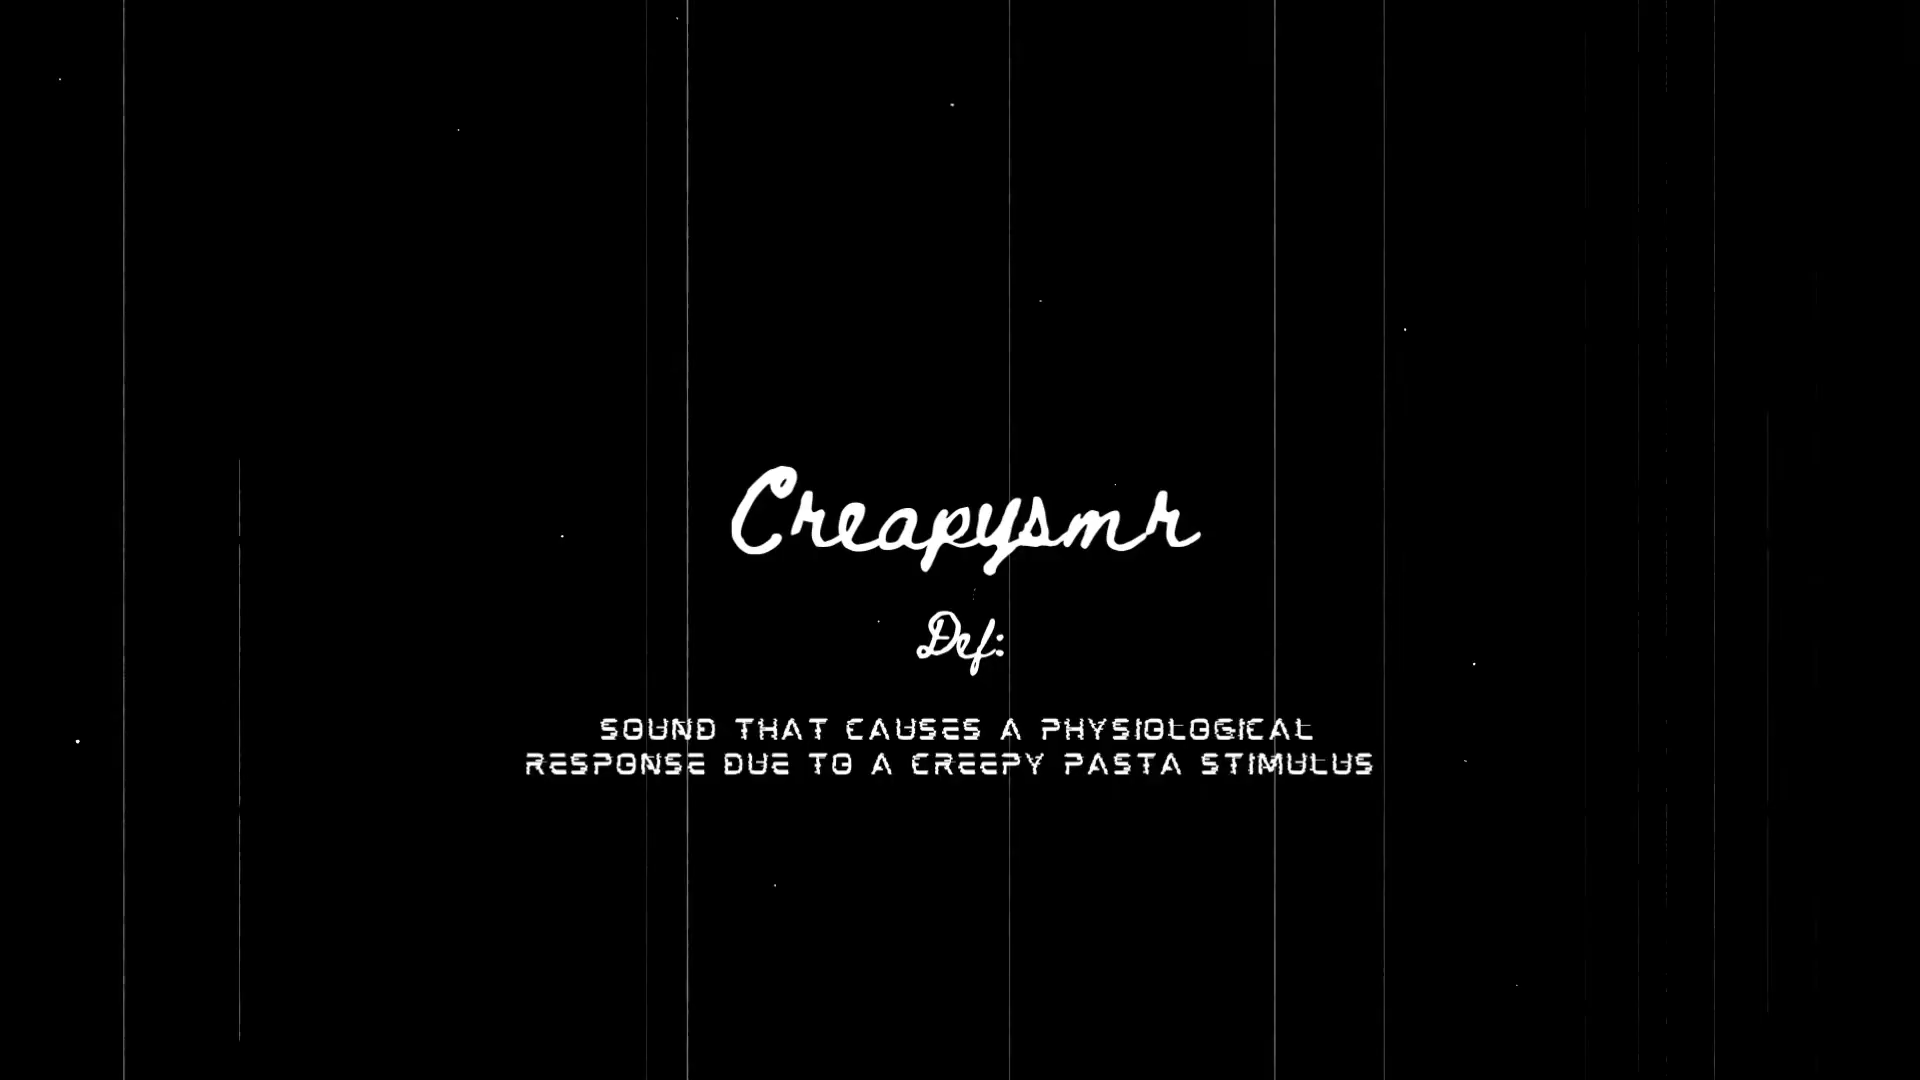 Creapysmr
Def:
SOUND THAT CAUSES A PHYSIOLOGICAL
RESPONSE DUE TO A CREEPY PASTA STIMULUS